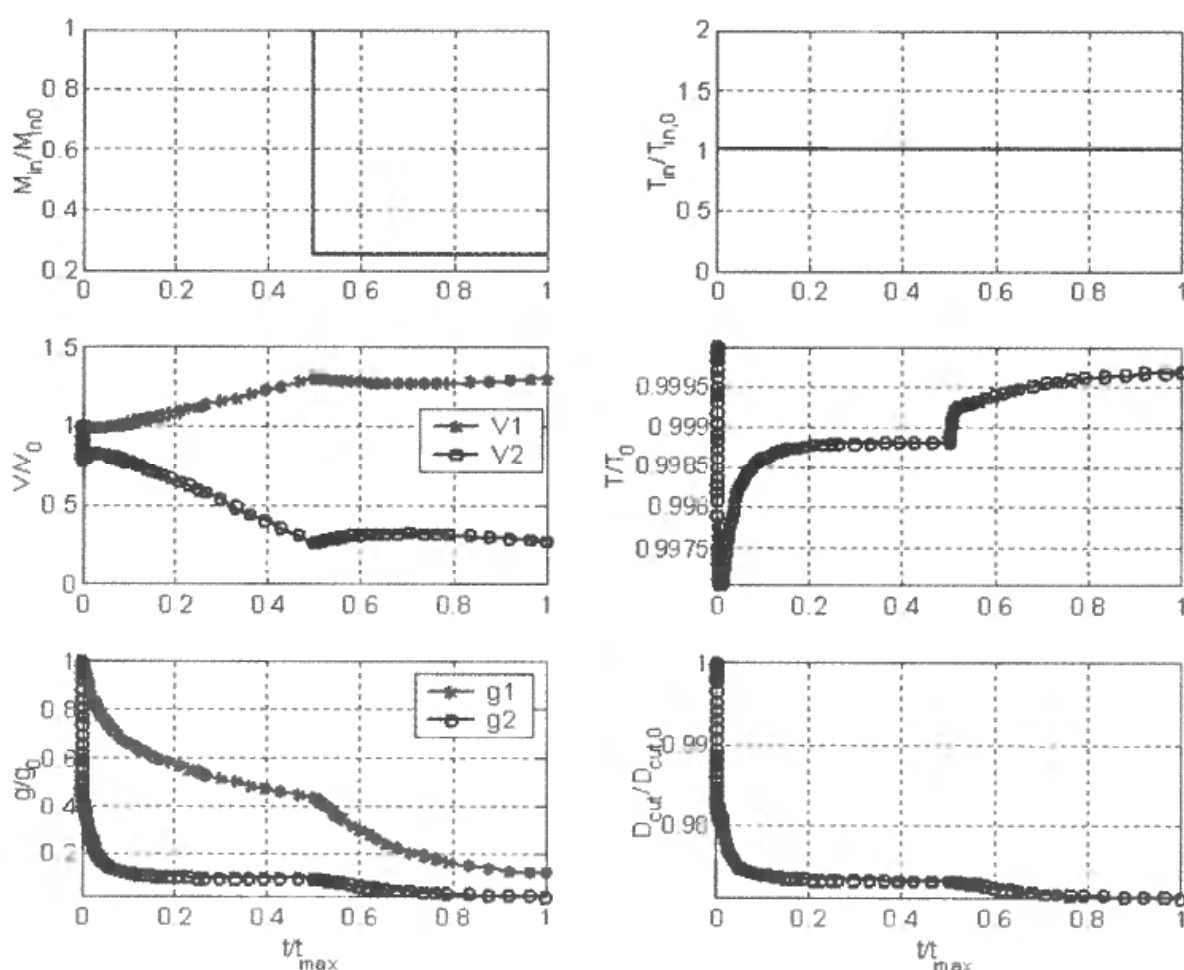 1
0.8
0.6
0.4
0.2
M_in/M_in0
0 0.2 0.4 0.6 0.8 1
2
1.5
1
0.5
0
T_in/T_in,0
0 0.2 0.4 0.6 0.8 1
1.5
1
0.5
0
V/V_0
V1
V2
0 0.2 0.4 0.6 0.8 1
0.9995
0.999
0.9985
0.998
0.9975
T/T_0
0 0.2 0.4 0.6 0.8 1
1
0.8
0.6
0.4
0.2
g/g_0
g1
g2
0 0.2 0.4 0.6 0.8 1
t/t_max
1
0.99
0.98
D_cut/D_cut,0
0 0.2 0.4 0.6 0.8 1
t/t_max